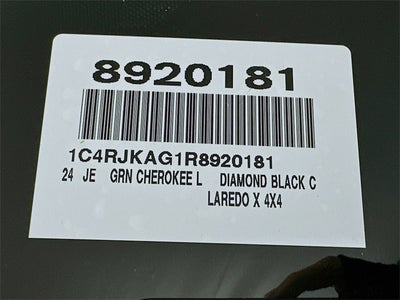 8920181
1C4RJKAG1R8920181
24 JE GRN CHEROKEE L DIAMOND BLACK C
LAREDO X 4X4